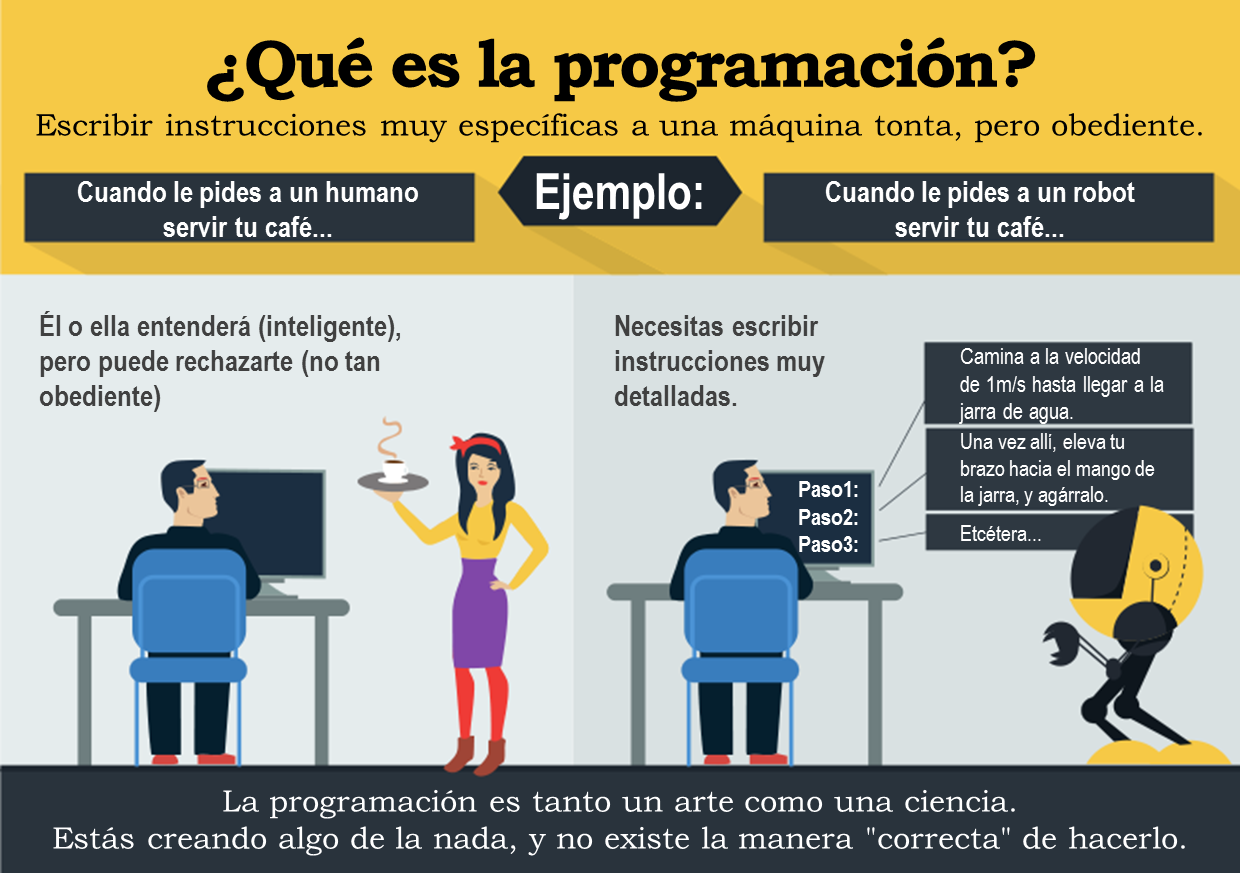 ¿Qué es la programación?
Escribir instrucciones muy específicas a una máquina tonta, pero obediente.
Cuando le pides a un humano
servir tu café...
Ejemplo:
Cuando le pides a un robot
servir tu café...
Él o ella entenderá (inteligente),
pero puede rechazarte (no tan
obediente)
Necesitas escribir
instrucciones muy
detalladas.
Paso1:
Paso2:
Paso3:
Camina a la velocidad
de 1m/s hasta llegar a la
jarra de agua.
Una vez allí, eleva tu
brazo hacia el mango de
la jarra, y agárralo.
Etcétera...
La programación es tanto un arte como una ciencia.
Estás creando algo de la nada, y no existe la manera "correcta" de hacerlo.